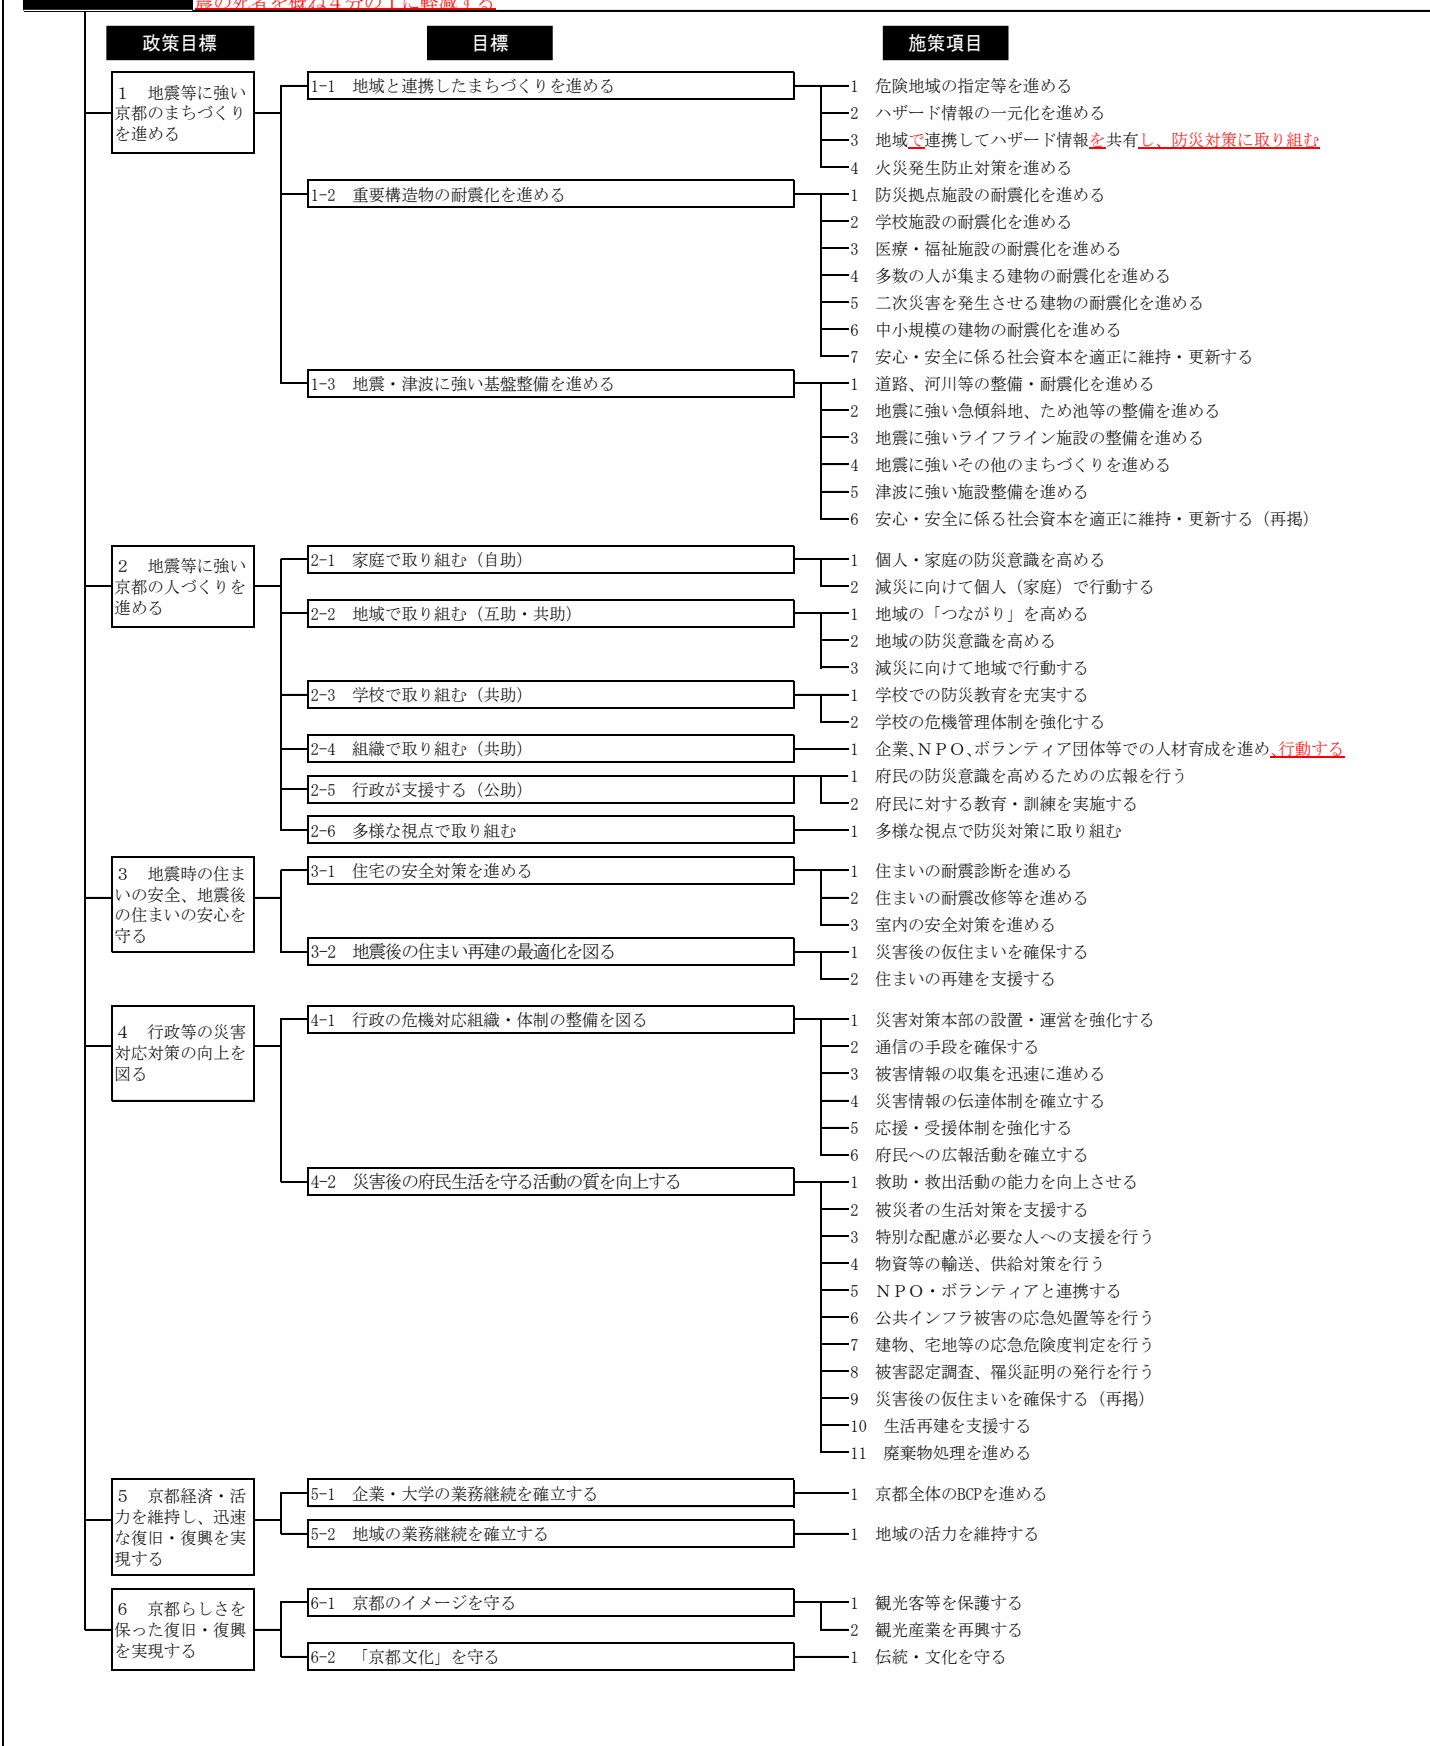 震の死者を概ね４分の１に軽減する
政策目標
目標
施策項目
１　地震等に強い
京都のまちづくり
を進める
1-1　地域と連携したまちづくりを進める
1　危険地域の指定等を進める
2　ハザード情報の一元化を進める
3　地域で連携してハザード情報を共有し、防災対策に取り組む
4　火災発生防止対策を進める
1-2　重要構造物の耐震化を進める
1　防災拠点施設の耐震化を進める
2　学校施設の耐震化を進める
3　医療・福祉施設の耐震化を進める
4　多数の人が集まる建物の耐震化を進める
5　二次災害を発生させる建物の耐震化を進める
6　中小規模の建物の耐震化を進める
7　安心・安全に係る社会資本を適正に維持・更新する
1-3　地震・津波に強い基盤整備を進める
1　道路、河川等の整備・耐震化を進める
2　地震に強い急傾斜地、ため池等の整備を進める
3　地震に強いライフライン施設の整備を進める
4　地震に強いその他のまちづくりを進める
5　津波に強い施設整備を進める
6　安心・安全に係る社会資本を適正に維持・更新する（再掲）
２　地震等に強い
京都の人づくりを
進める
2-1　家庭で取り組む（自助）
1　個人・家庭の防災意識を高める
2　減災に向けて個人（家庭）で行動する
2-2　地域で取り組む（互助・共助）
1　地域の「つながり」を高める
2　地域の防災意識を高める
3　減災に向けて地域で行動する
2-3　学校で取り組む（共助）
1　学校での防災教育を充実する
2　学校の危機管理体制を強化する
2-4　組織で取り組む（共助）
1　企業、ＮＰＯ、ボランティア団体等での人材育成を進め、行動する
2-5　行政が支援する（公助）
1　府民の防災意識を高めるための広報を行う
2　府民に対する教育・訓練を実施する
2-6　多様な視点で取り組む
1　多様な視点で防災対策に取り組む
３　地震時の住ま
いの安全、地震後
の住まいの安心を
守る
3-1　住宅の安全対策を進める
1　住まいの耐震診断を進める
2　住まいの耐震改修等を進める
3　室内の安全対策を進める
3-2　地震後の住まい再建の最適化を図る
1　災害後の仮住まいを確保する
2　住まいの再建を支援する
４　行政等の災害
対応対策の向上を
図る
4-1　行政の危機対応組織・体制の整備を図る
1　災害対策本部の設置・運営を強化する
2　通信の手段を確保する
3　被害情報の収集を迅速に進める
4　災害情報の伝達体制を確立する
5　応援・受援体制を強化する
6　府民への広報活動を確立する
4-2　災害後の府民生活を守る活動の質を向上する
1　救助・救出活動の能力を向上させる
2　被災者の生活対策を支援する
3　特別な配慮が必要な人への支援を行う
4　物資等の輸送、供給対策を行う
5　ＮＰＯ・ボランティアと連携する
6　公共インフラ被害の応急処置等を行う
7　建物、宅地等の応急危険度判定を行う
8　被害認定調査、罹災証明の発行を行う
9　災害後の仮住まいを確保する（再掲）
10　生活再建を支援する
11　廃棄物処理を進める
５　京都経済・活
力を維持し、迅速
な復旧・復興を実
現する
5-1　企業・大学の業務継続を確立する
1　京都全体のBCPを進める
5-2　地域の業務継続を確立する
1　地域の活力を維持する
６　京都らしさを
保った復旧・復興
を実現する
6-1　京都のイメージを守る
1　観光客等を保護する
2　観光産業を再興する
6-2　「京都文化」を守る
1　伝統・文化を守る